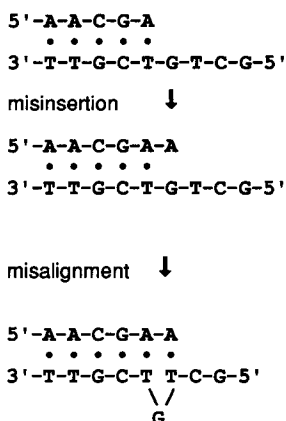 5'-A-A-C-G-A
• • • • •
3'-T-T-G-C-T-G-T-C-G-5'
misinsertion ↓
5'-A-A-C-G-A-A
• • • • •
3'-T-T-G-C-T-G-T-C-G-5'
misalignment ↓
5'-A-A-C-G-A-A
• • • • • •
3'-T-T-G-C-T T-C-G-5'
\ /
G